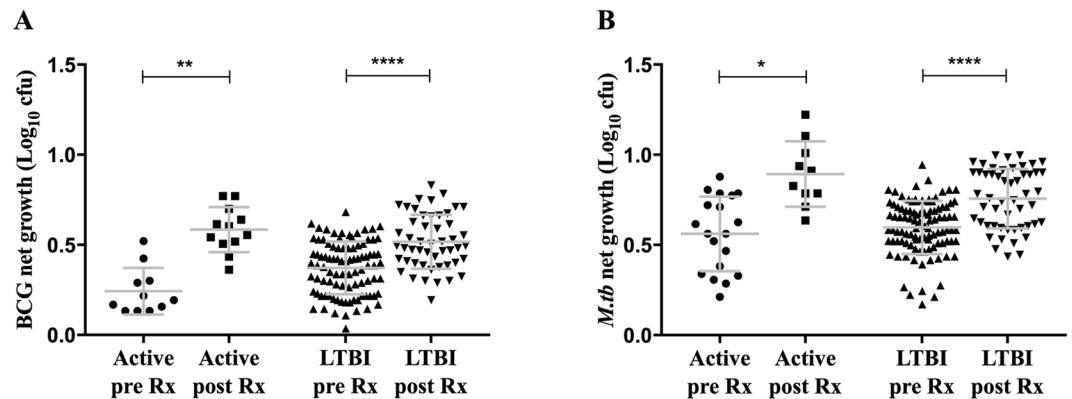 A
BCG net growth (Log10 cfu)
1.5
1.0
0.5
0.0
**
****
Active
pre Rx
Active
post Rx
LTBI
pre Rx
LTBI
post Rx
B
M.tb net growth (Log10 cfu)
1.5
1.0
0.5
0.0
*
****
Active
pre Rx
Active
post Rx
LTBI
pre Rx
LTBI
post Rx